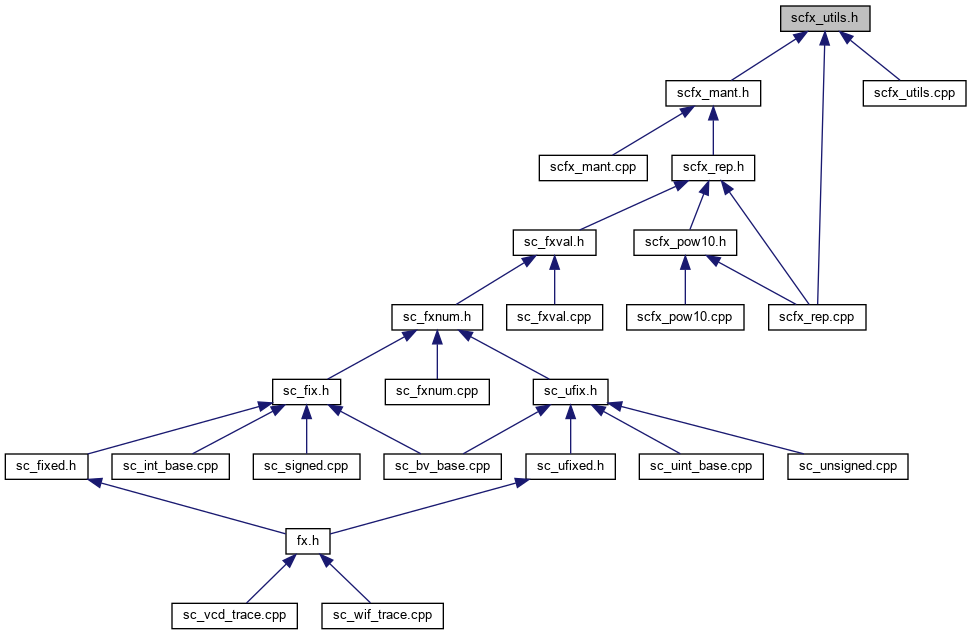 scfx_utils.h
scfx_mant.h
scfx_utils.cpp
scfx_mant.cpp
scfx_rep.h
sc_fxval.h
scfx_pow10.h
sc_fxnum.h
sc_fxval.cpp
scfx_pow10.cpp
scfx_rep.cpp
sc_fix.h
sc_fxnum.cpp
sc_ufix.h
sc_fixed.h
sc_int_base.cpp
sc_signed.cpp
sc_bv_base.cpp
sc_ufixed.h
sc_uint_base.cpp
sc_unsigned.cpp
fx.h
sc_vcd_trace.cpp
sc_wif_trace.cpp